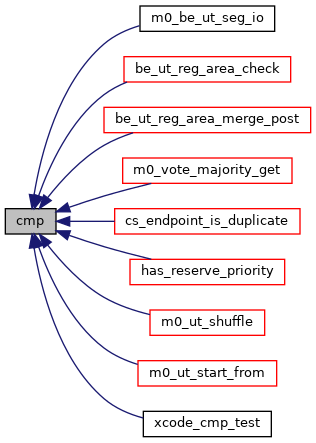 m0_be_ut_seg_io
be_ut_reg_area_check
be_ut_reg_area_merge_post
m0_vote_majority_get
cmp
cs_endpoint_is_duplicate
has_reserve_priority
m0_ut_shuffle
m0_ut_start_from
xcode_cmp_test